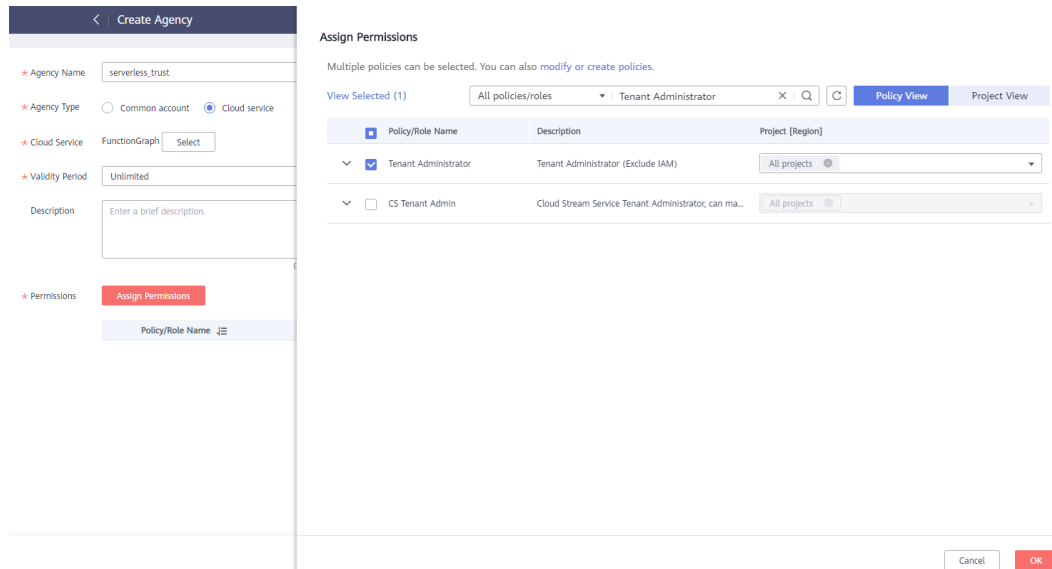 Create Agency
* Agency Name serverless_trust
* Agency Type Common account Cloud service
* Cloud Service FunctionGraph Select
* Validity Period Unlimited
Description Enter a brief description.
* Permissions Assign Permissions
Policy/Role Name
Assign Permissions
Multiple policies can be selected. You can also modify or create policies.
View Selected (1) All policies/roles Tenant Administrator Policy View Project View
Policy/Role Name Description Project [Region]
Tenant Administrator Tenant Administrator (Exclude IAM) All projects
CS Tenant Admin Cloud Stream Service Tenant Administrator, can ma... All projects
Cancel OK